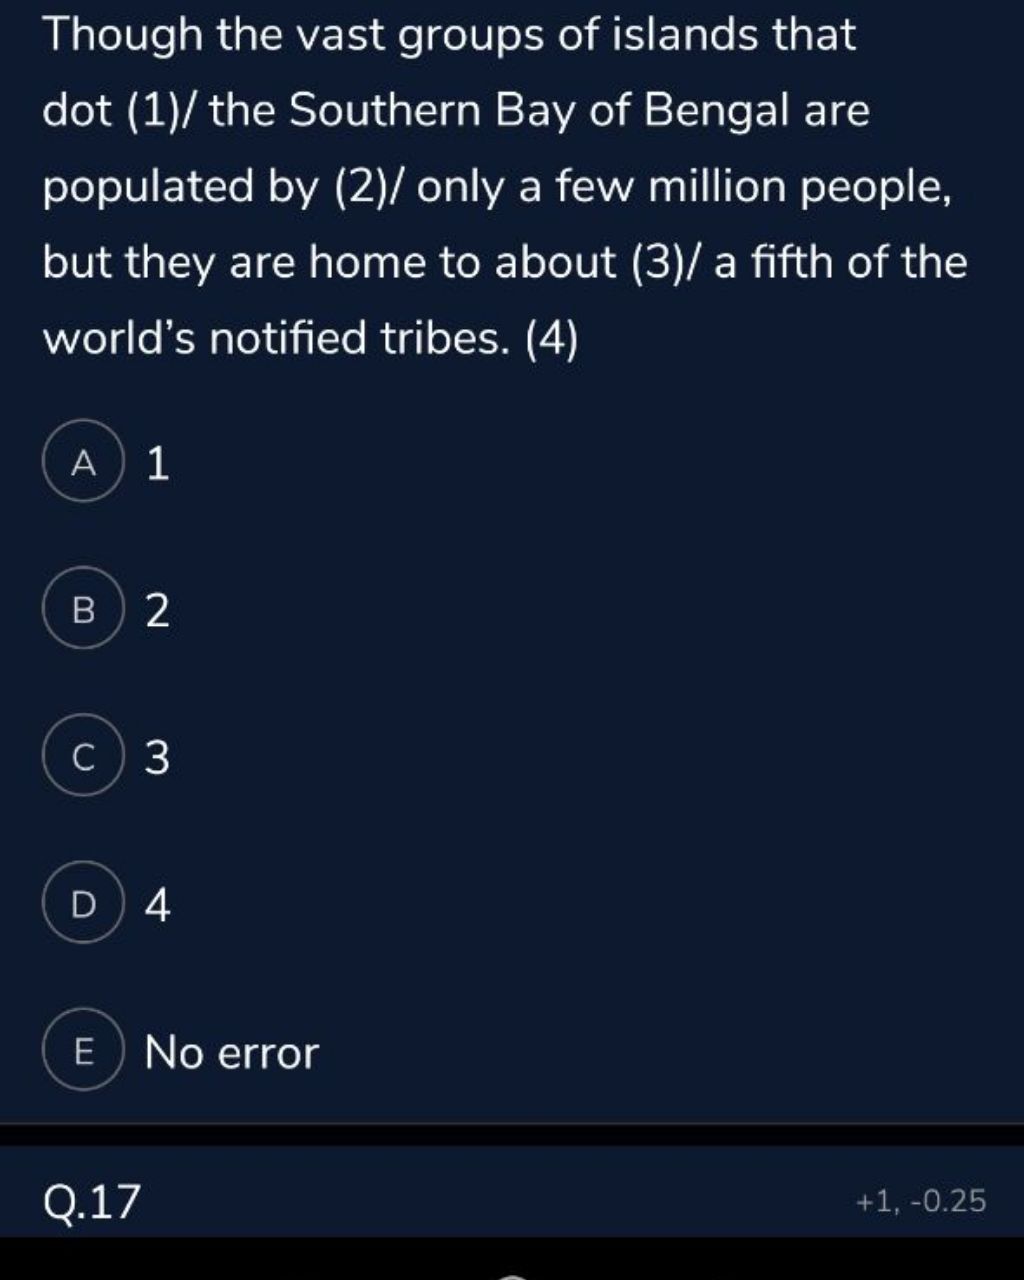 Though the vast groups of islands that
dot (1)/ the Southern Bay of Bengal are
populated by (2)/ only a few million people,
but they are home to about (3)/ a fifth of the
world’s notified tribes. (4)
A 1
B 2
C 3
D 4
E No error
Q.17 +1, -0.25